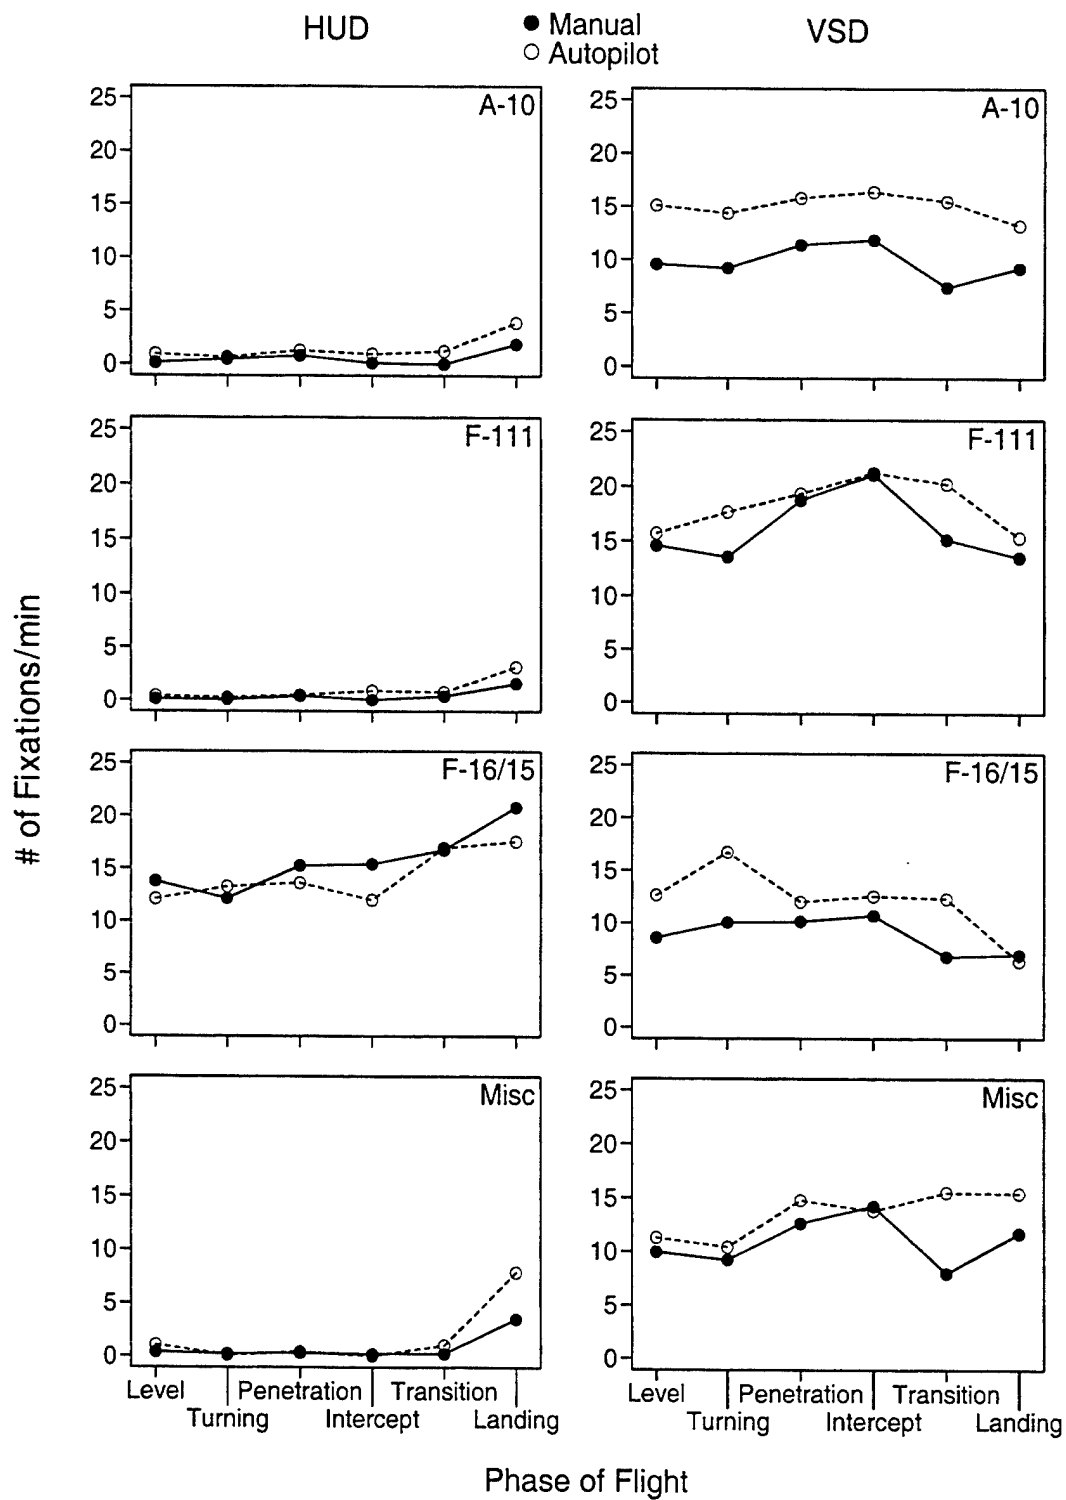 HUD
● Manual
○ Autopilot
VSD
A-10
25
20
15
10
5
0
A-10
25
20
15
10
5
0
F-111
25
20
15
10
5
0
F-111
25
20
15
10
5
0
# of Fixations/min
F-16/15
25
20
15
10
5
0
F-16/15
25
20
15
10
5
0
Misc
25
20
15
10
5
0
Misc
25
20
15
10
5
0
Level Penetration Transition
Turning Intercept Landing
Level Penetration Transition
Turning Intercept Landing
Phase of Flight